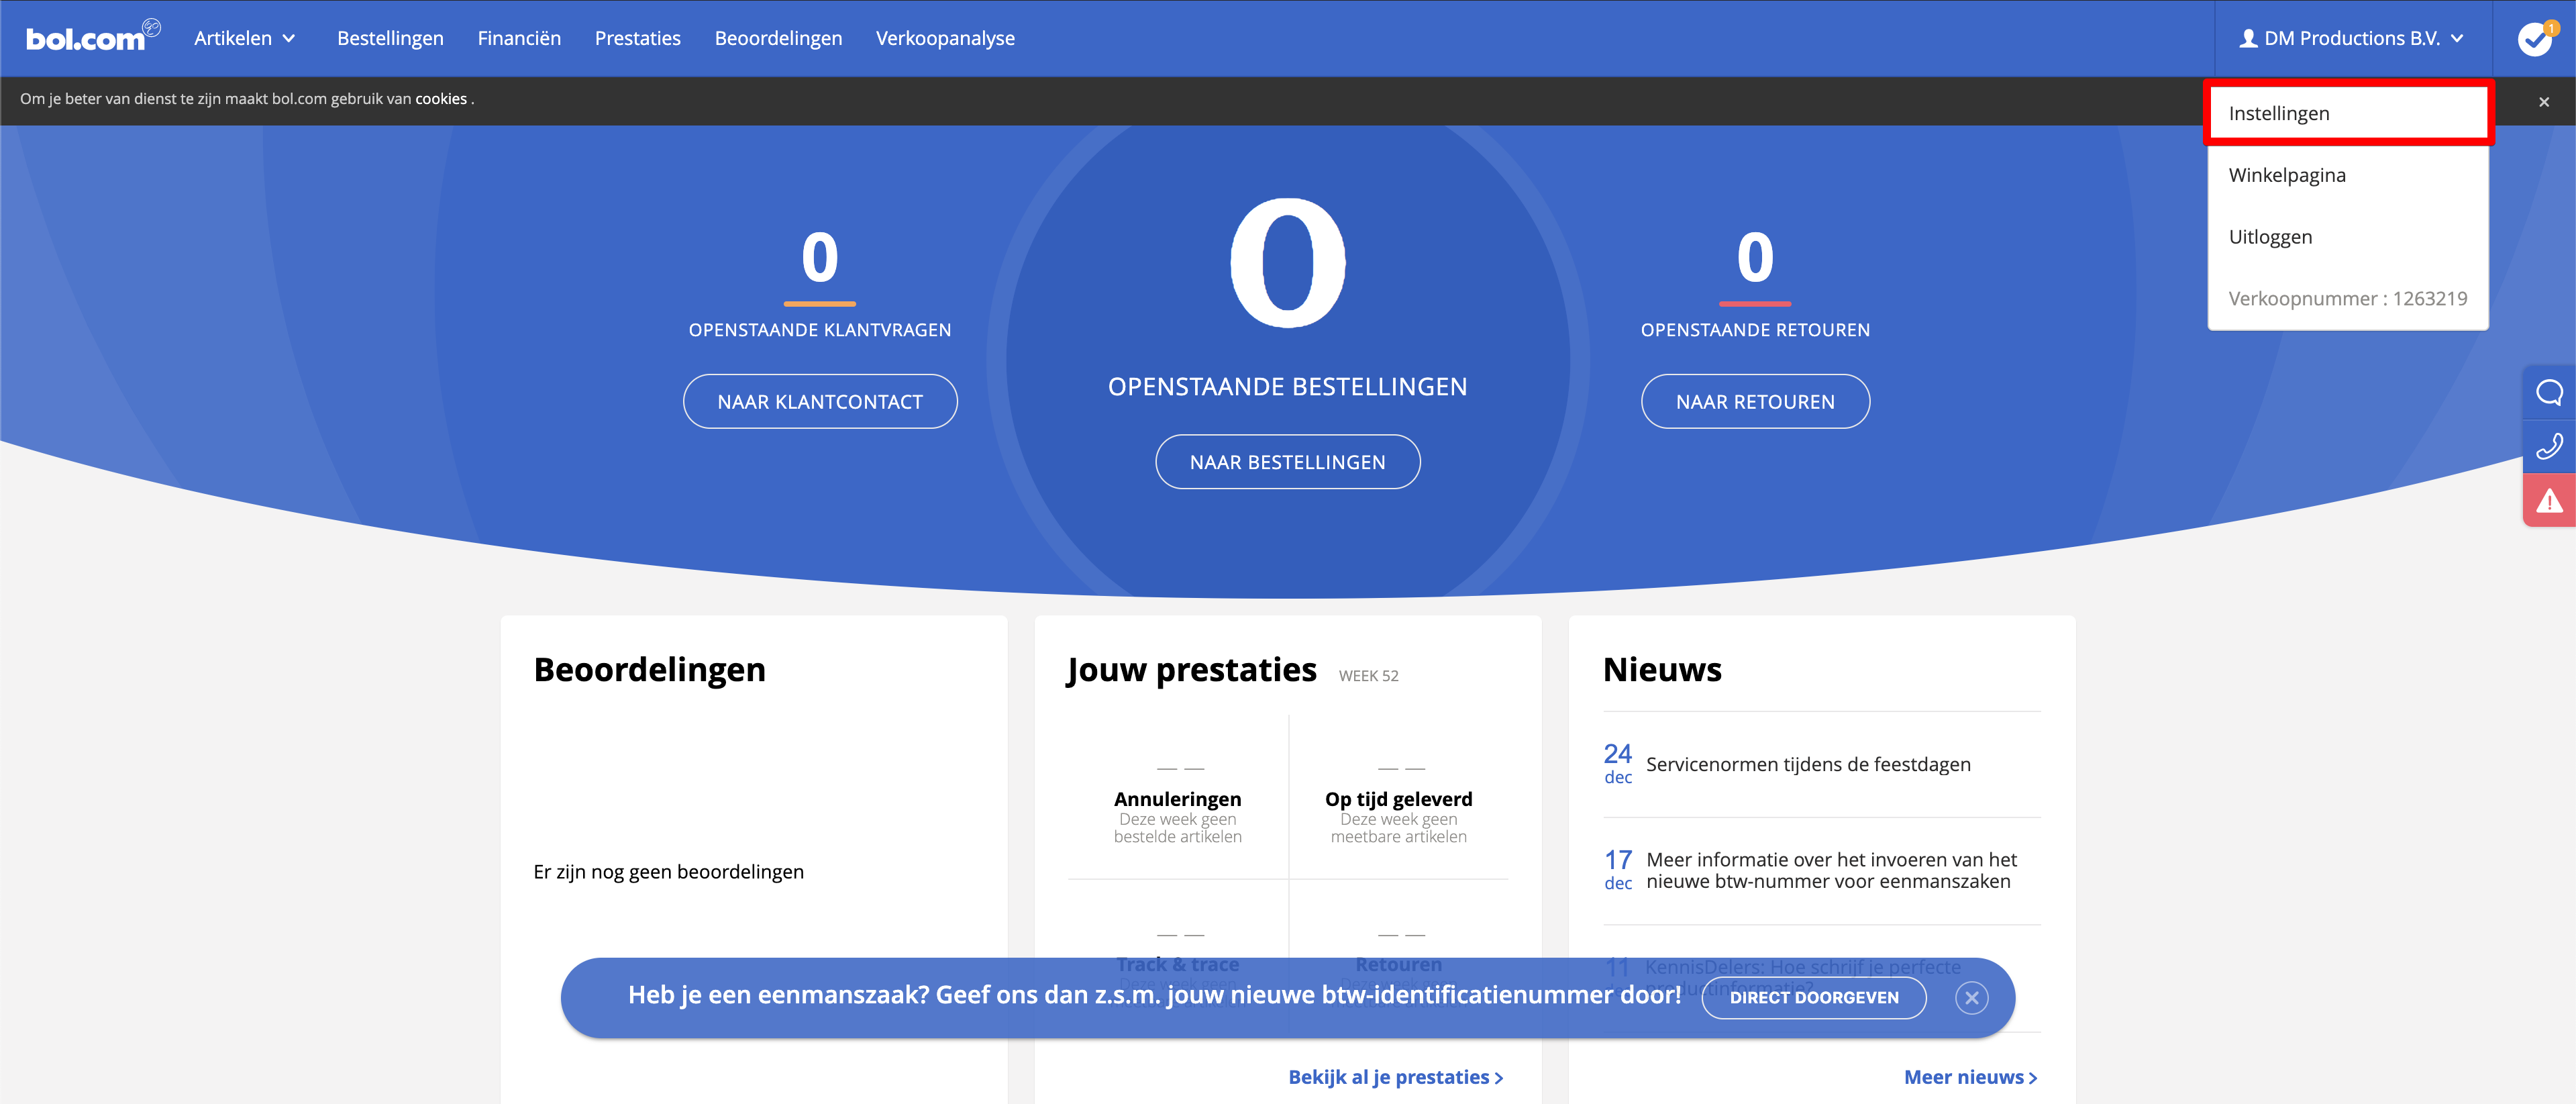 bol.com
Artikelen
Bestellingen
Financiën
Prestaties
Beoordelingen
Verkoopanalyse
DM Productions B.V.
1
Om je beter van dienst te zijn maakt bol.com gebruik van cookies .
Instellingen
Winkelpagina
Uitloggen
Verkoopnummer : 1263219
0
OPENSTAANDE KLANTVRAGEN
NAAR KLANTCONTACT
0
OPENSTAANDE BESTELLINGEN
NAAR BESTELLINGEN
0
OPENSTAANDE RETOUREN
NAAR RETOUREN
Beoordelingen
Er zijn nog geen beoordelingen
Jouw prestaties WEEK 52
— —
Annuleringen
Deze week geen
bestelde artikelen
— —
Op tijd geleverd
Deze week geen
meetbare artikelen
— —
Track & trace
— —
Retouren
Bekijk al je prestaties >
Nieuws
24
dec
Servicenormen tijdens de feestdagen
17
dec
Meer informatie over het invoeren van het
nieuwe btw-nummer voor eenmanszaken
11
KennisDelers: Hoe schrijf je perfecte
productinformatie?
Meer nieuws >
Heb je een eenmanszaak? Geef ons dan z.s.m. jouw nieuwe btw-identificatienummer door!
DIRECT DOORGEVEN